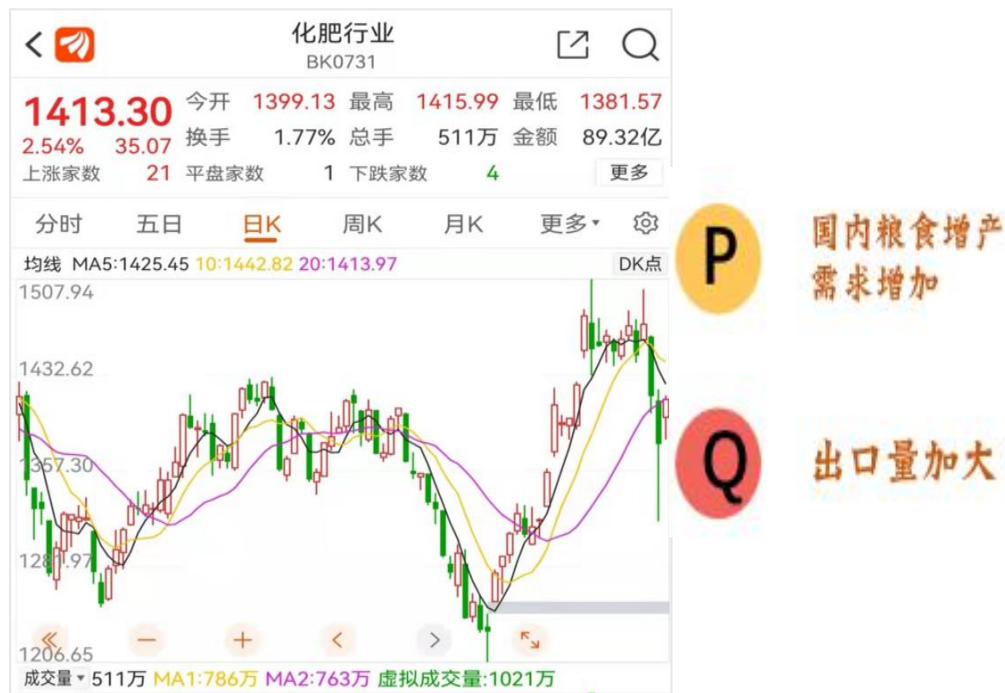 化肥行业
BK0731
1413.30
2.54% 35.07
今开 1399.13 最高 1415.99 最低 1381.57
换手 1.77% 总手 511万 金额 89.32亿
上涨家数 21 平盘家数 1 下跌家数 4 更多
分时 五日 日K 周K 月K 更多
均线 MA5:1425.45 10:1442.82 20:1413.97 DK点
1507.94
1432.62
1357.30
1281.97
1206.65
成交量 511万 MA1:786万 MA2:763万 虚拟成交量:1021万
P
国内粮食增产
需求增加
Q
出口量加大